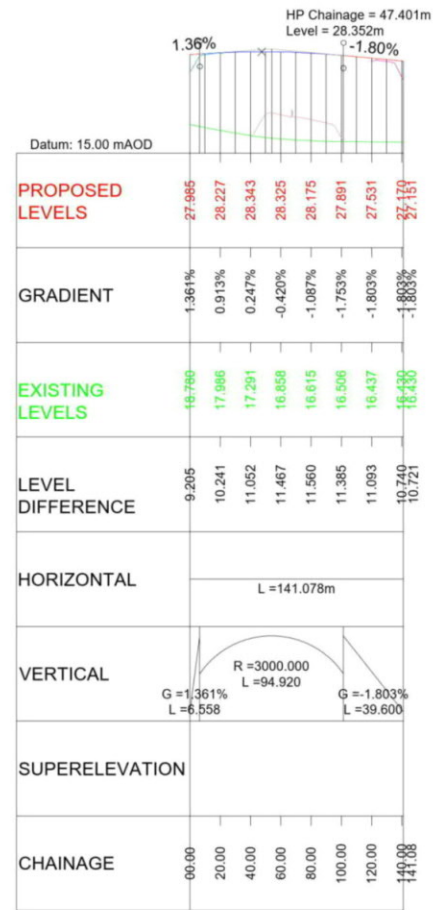 HP Chainage = 47.401m
Level = 28.352m
1.36%
-1.80%
Datum: 15.00 mAOD
PROPOSED
LEVELS
27.985 28.227 28.343 28.325 28.175 27.891 27.531 27.170 27.151
GRADIENT
1.361% 0.913% 0.247% -0.420% -1.087% -1.753% -1.803% -1.803% -1.803%
EXISTING
LEVELS
18.780 17.986 17.291 16.858 16.615 16.506 16.437 16.430 16.430
LEVEL
DIFFERENCE
9.205 10.241 11.052 11.467 11.560 11.385 11.093 10.740 10.721
HORIZONTAL
L =141.078m
VERTICAL
G =1.361%
L =6.558
R =3000.000
L =94.920
G =-1.803%
L =39.600
SUPERELEVATION
CHAINAGE
00.00 20.00 40.00 60.00 80.00 100.00 120.00 140.00 141.08